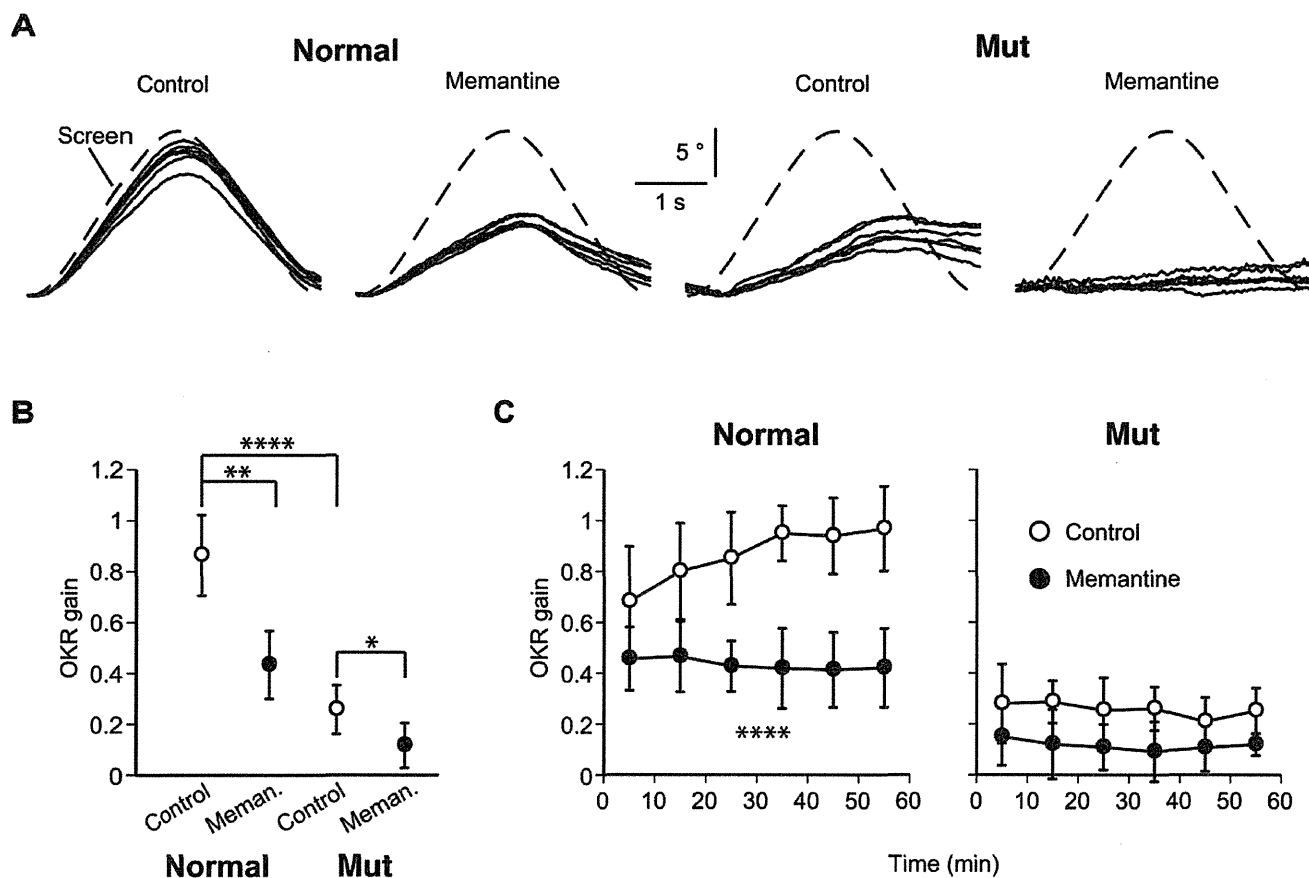 A
Normal
Mut
Control
Memantine
Control
Memantine
Screen
5 °
1 s
B
****
**
*
1.2
1
0.8
0.6
0.4
0.2
0
OKR gain
Control
Meman.
Control
Meman.
Normal
Mut
C
Normal
Mut
1.2
1
0.8
0.6
0.4
0.2
0
OKR gain
****
Control
Memantine
0 10 20 30 40 50 60
0 10 20 30 40 50 60
Time (min)